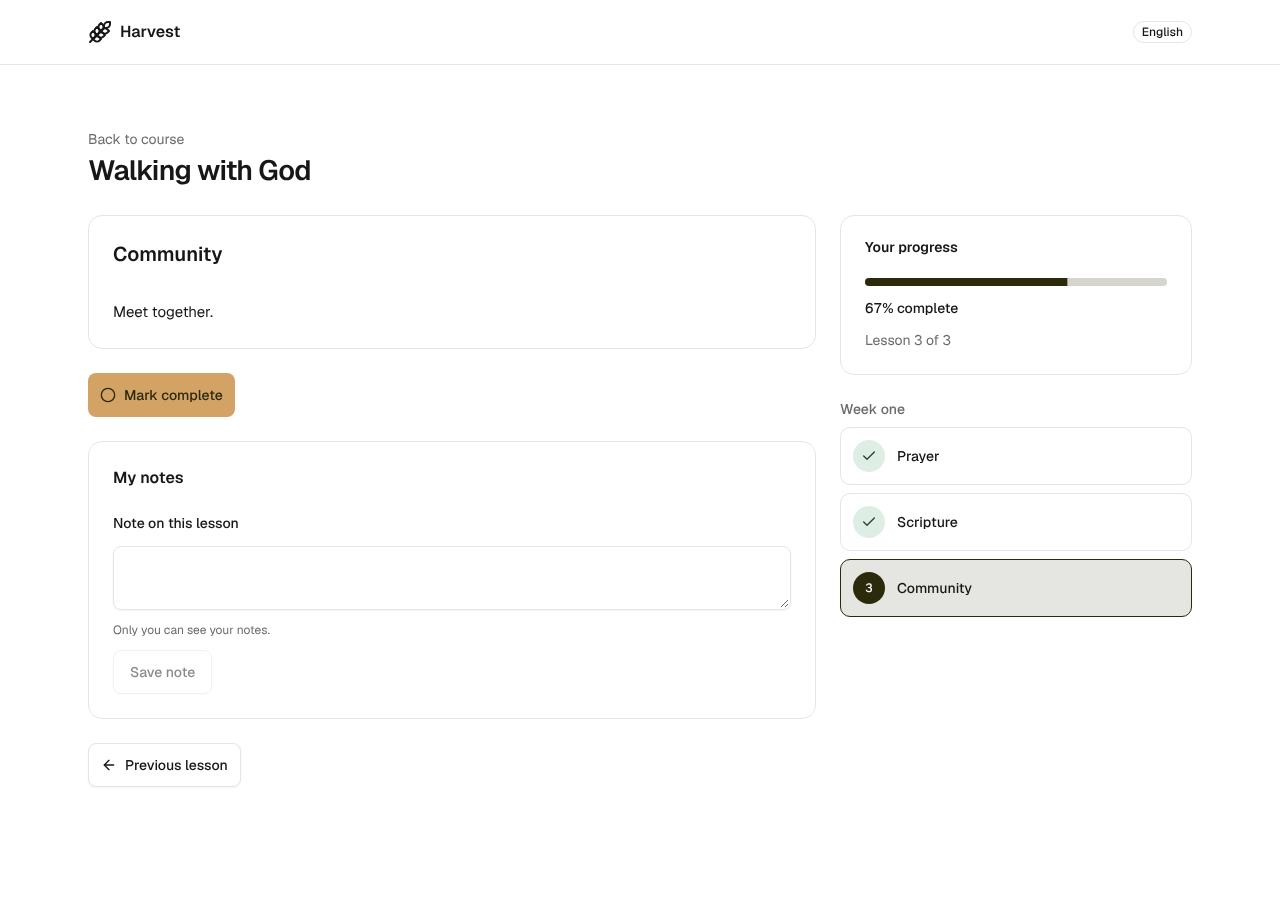 Harvest
English
Back to course
Walking with God
Community
Meet together.
Mark complete
My notes
Note on this lesson
Only you can see your notes.
Save note
Previous lesson
Your progress
67% complete
Lesson 3 of 3
Week one
Prayer
Scripture
3
Community